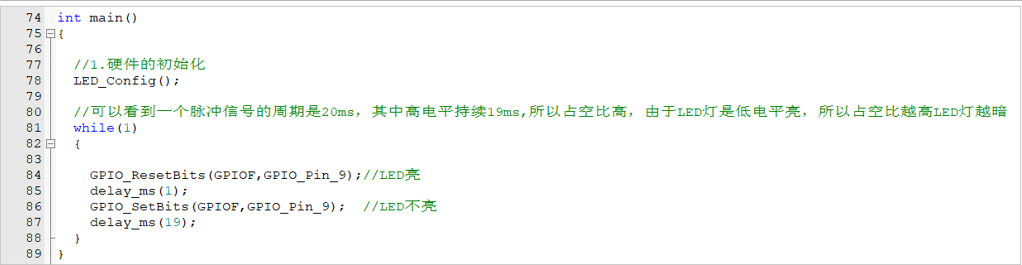 74 int main()
75 {
76
77 //1.硬件的初始化
78 LED_Config();
79
80 //可以看到一个脉冲信号的周期是20ms，其中高电平持续19ms,所以占空比高，由于LED灯是低电平亮，所以占空比越高LED灯越暗
81 while(1)
82 {
83
84 GPIO_ResetBits(GPIOF,GPIO_Pin_9);//LED亮
85 delay_ms(1);
86 GPIO_SetBits(GPIOF,GPIO_Pin_9); //LED不亮
87 delay_ms(19);
88 }
89 }